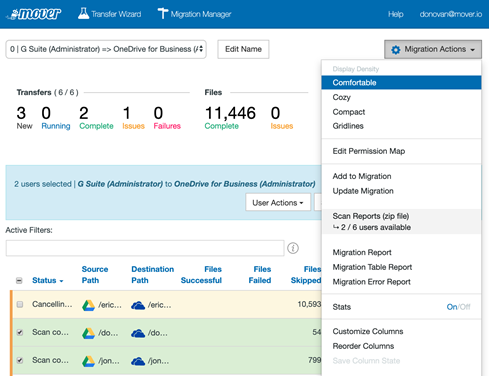 mover Transfer Wizard Migration Manager Help donovan@mover.io
0 | G Suite (Administrator) => OneDrive for Business (A Edit Name Migration Actions
Transfers ( 6 / 6 ) Files
3 0 2 1 0 11,446 0
New Running Complete Issues Failures Complete Issues
2 users selected | G Suite (Administrator) to OneDrive for Business (Administrator)
User Actions
Active Filters:
Status Source Path Destination Path Files Successful Files Failed Files Skipped
Cancellin... /eric... /eric... 10,593
Scan co... /do... /do... 54
Scan co... /jon... /jon... 799
Display Density
Comfortable
Cozy
Compact
Gridlines
Edit Permission Map
Add to Migration
Update Migration
Scan Reports (zip file)
↳ 2 / 6 users available
Migration Report
Migration Table Report
Migration Error Report
Stats On/Off
Customize Columns
Reorder Columns
Save Column State